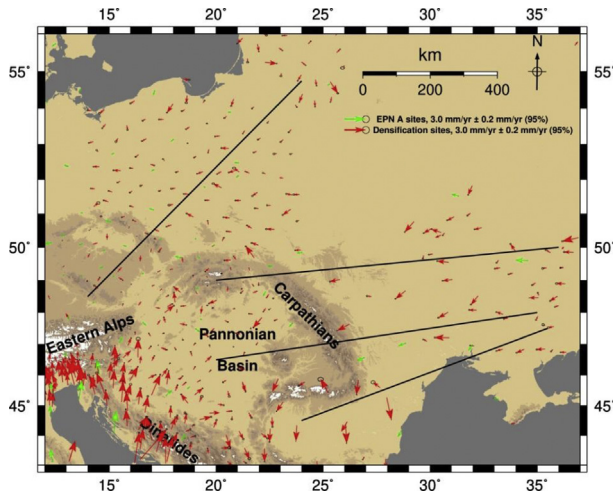 15 20 25 30 35
km
N
0 200 400
55 55
EPN A sites, 3.0 mm/yr ± 0.2 mm/yr (95%)
Densification sites, 3.0 mm/yr ± 0.2 mm/yr (95%)
50 50
Carpathians
Eastern Alps
Pannonian
Basin
45 45
Dinarides
15 20 25 30 35